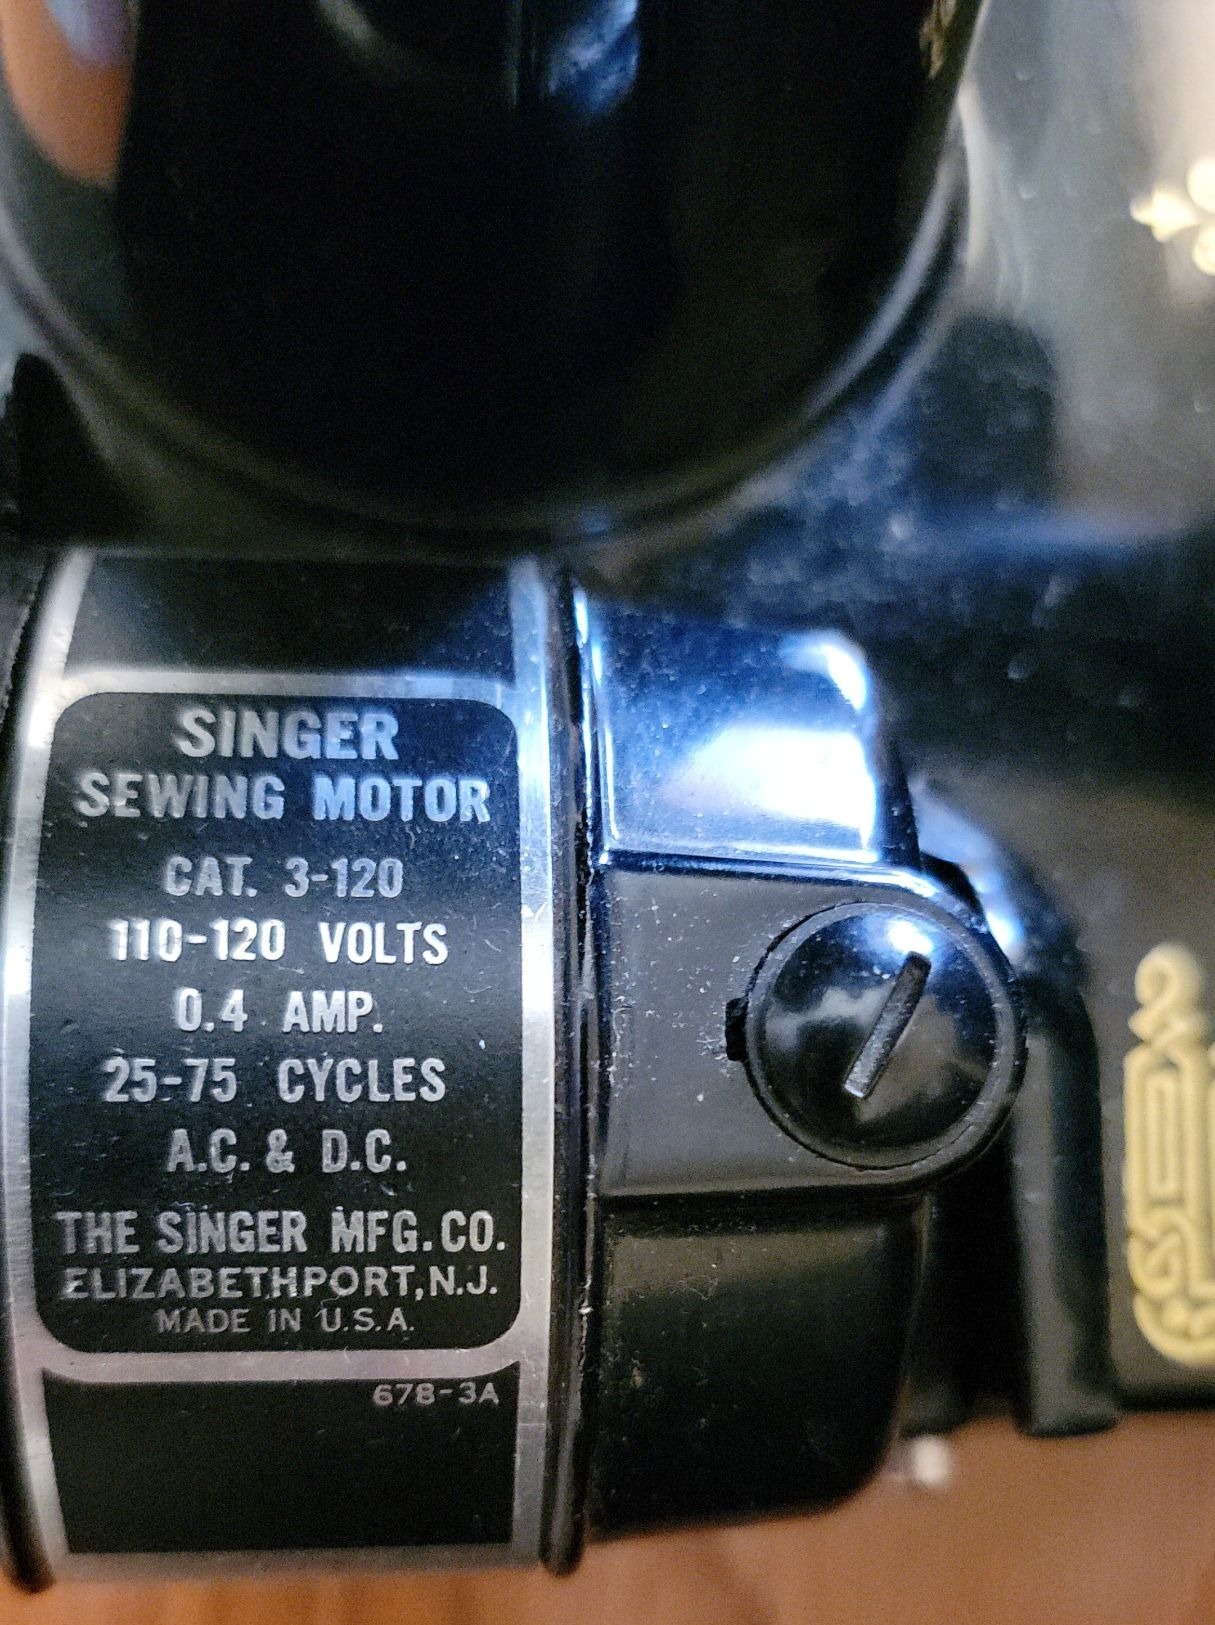 SINGER
SEWING MOTOR
CAT. 3-120
110-120 VOLTS
0.4 AMP.
25-75 CYCLES
A.C. & D.C.
THE SINGER MFG. CO.
ELIZABETHPORT, N.J.
MADE IN U.S.A.
678-3A